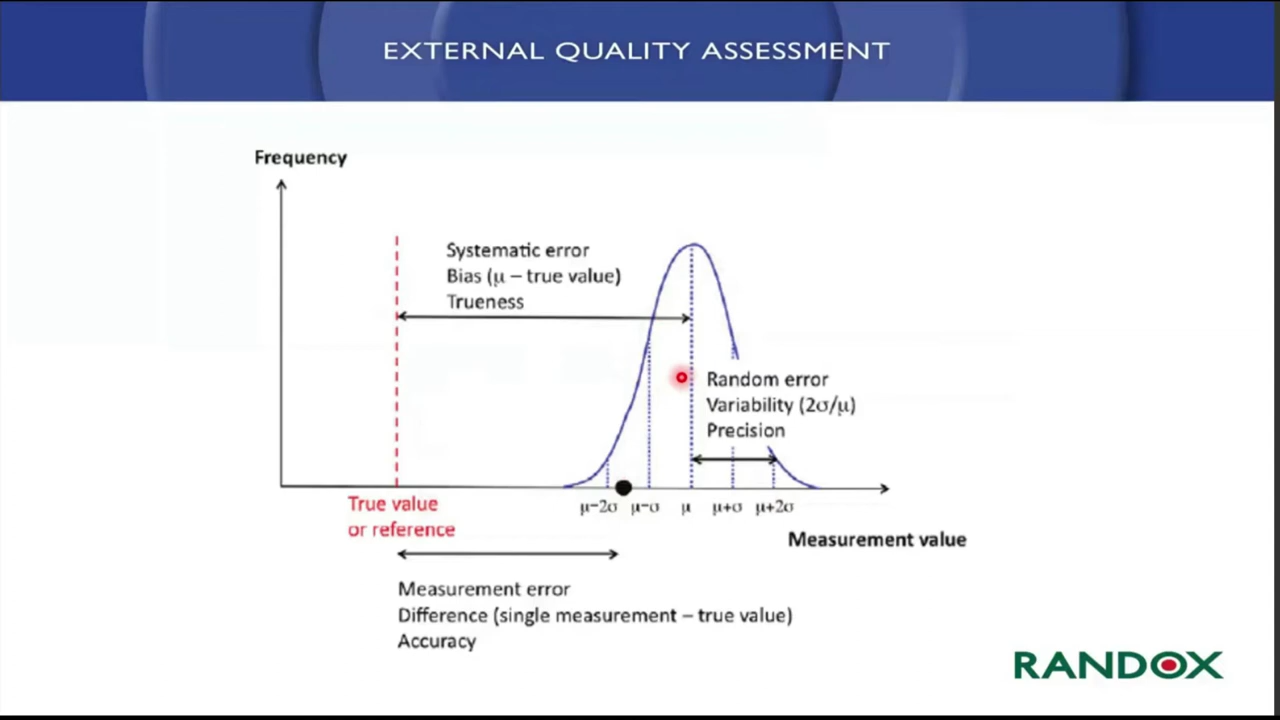 EXTERNAL QUALITY ASSESSMENT
Frequency
Systematic error
Bias (μ – true value)
Trueness
Random error
Variability (2σ/μ)
Precision
True value
or reference
μ−2σ μ−σ μ μ+σ μ+2σ
Measurement value
Measurement error
Difference (single measurement – true value)
Accuracy
RANDOX